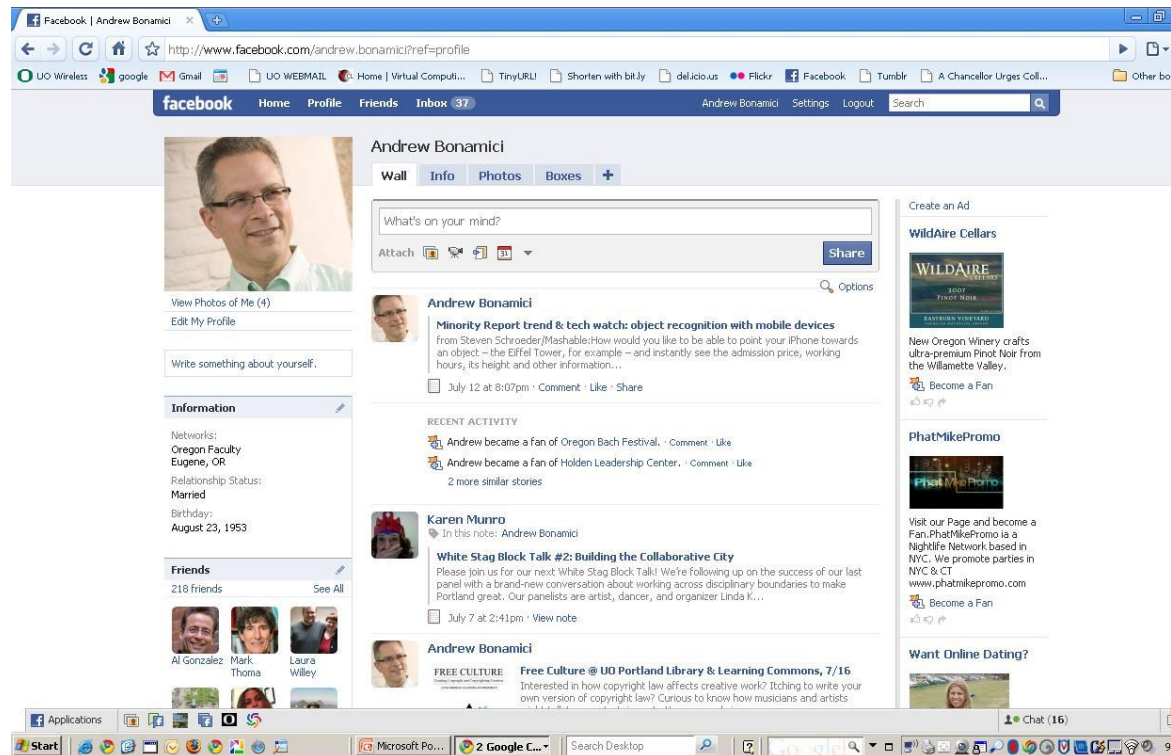 Facebook | Andrew Bonamici
http://www.facebook.com/andrew.bonamici?ref=profile
UO Wireless google Gmail UO WEBMAIL Home | Virtual Computi... TinyURL! Shorten with bit.ly del.icio.us Flickr Facebook Tumblr A Chancellor Urges Coll... Other bo
facebook Home Profile Friends Inbox 37 Andrew Bonamici Settings Logout Search
Andrew Bonamici
Wall Info Photos Boxes +
What's on your mind?
Attach 31 Share
Options
View Photos of Me (4)
Edit My Profile
Write something about yourself.
Information
Networks:
Oregon Faculty
Eugene, OR
Relationship Status:
Married
Birthday:
August 23, 1953
Friends
218 friends See All
Al Gonzalez
Mark
Thoma
Laura
Willey
Andrew Bonamici
Minority Report trend & tech watch: object recognition with mobile devices
from Steven Schroeder/Mashable:How would you like to be able to point your iPhone towards
an object – the Eiffel Tower, for example – and instantly see the admission price, working
hours, its height and other information...
July 12 at 8:07pm · Comment · Like · Share
RECENT ACTIVITY
Andrew became a fan of Oregon Bach Festival. · Comment · Like
Andrew became a fan of Holden Leadership Center. · Comment · Like
2 more similar stories
Karen Munro
In this note: Andrew Bonamici
White Stag Block Talk #2: Building the Collaborative City
Please join us for our next White Stag Block Talk! We're following up on the success of our last
panel with a brand-new conversation about working across disciplinary boundaries to make
Portland great. Our panelists are artist, dancer, and organizer Linda K...
July 7 at 2:41pm · View note
Andrew Bonamici
FREE CULTURE
Free Culture @ UO Portland Library & Learning Commons, 7/16
Interested in how copyright law affects creative work? Itching to write your
own version of copyright law? Curious to know how musicians and artists
Create an Ad
WildAire Cellars
WILDAIRE
CELLARS
2007
PINOT NOIR
EASTBURN VINEYARD
New Oregon Winery crafts
ultra-premium Pinot Noir from
the Willamette Valley.
Become a Fan
PhatMikePromo
Phat Mike Promo
Visit our Page and become a
Fan.PhatMikePromo ia a
Nightlife Network based in
NYC. We promote parties in
NYC & CT
www.phatmikepromo.com
Become a Fan
Want Online Dating?
Applications Chat (16)
Start Microsoft Po... 2 Google C... Search Desktop